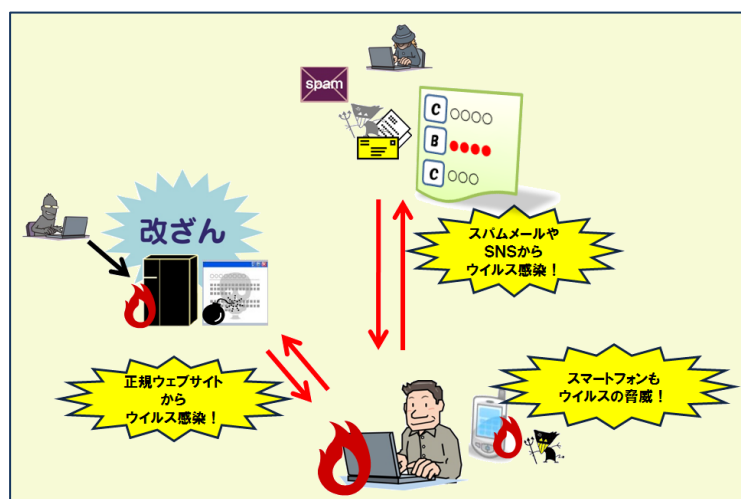 spam
C ○○○○
B ●●●●
C ○○○
スパムメールや
SNSから
ウイルス感染！
改ざん
正規ウェブサイト
から
ウイルス感染！
スマートフォンも
ウイルスの脅威！